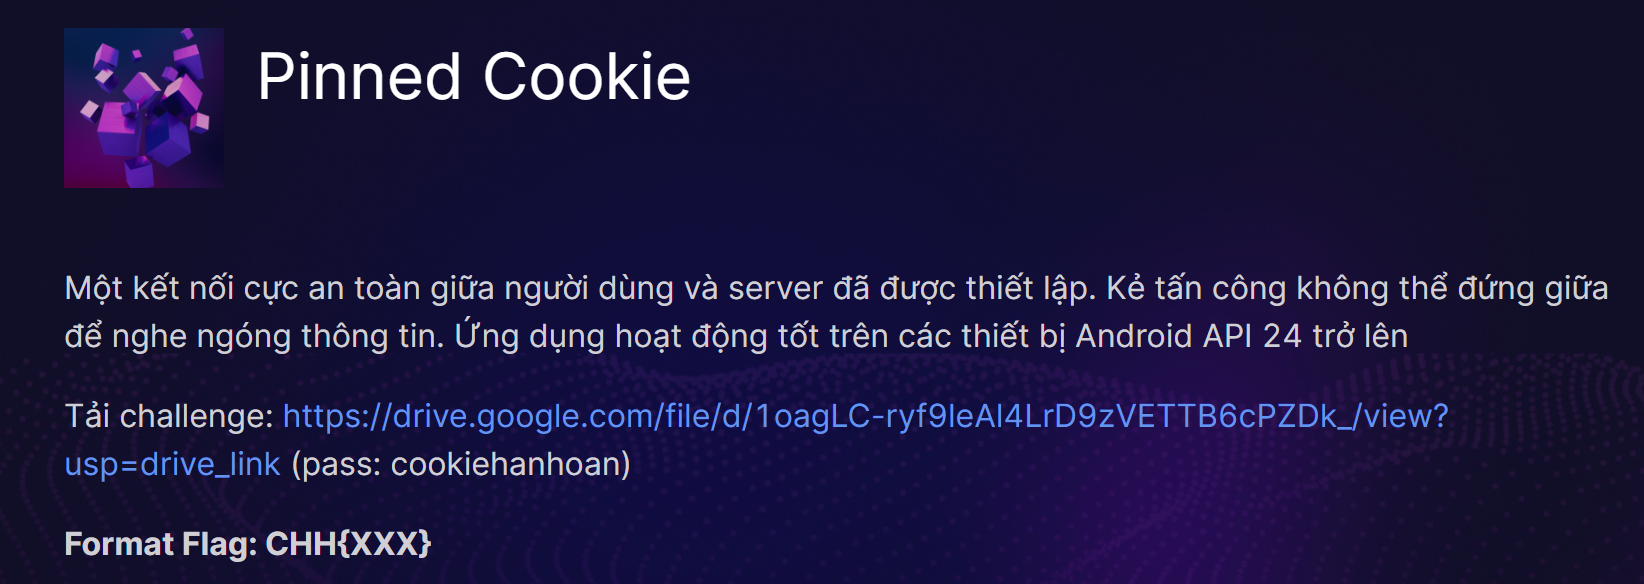 Pinned Cookie
Một kết nối cực an toàn giữa người dùng và server đã được thiết lập. Kẻ tấn công không thể đứng giữa
để nghe ngóng thông tin. Ứng dụng hoạt động tốt trên các thiết bị Android API 24 trở lên
Tải challenge: https://drive.google.com/file/d/1oagLC-ryf9IeAI4LrD9zVETTB6cPZDk_/view?
usp=drive_link (pass: cookiehanhoan)
Format Flag: CHH{XXX}